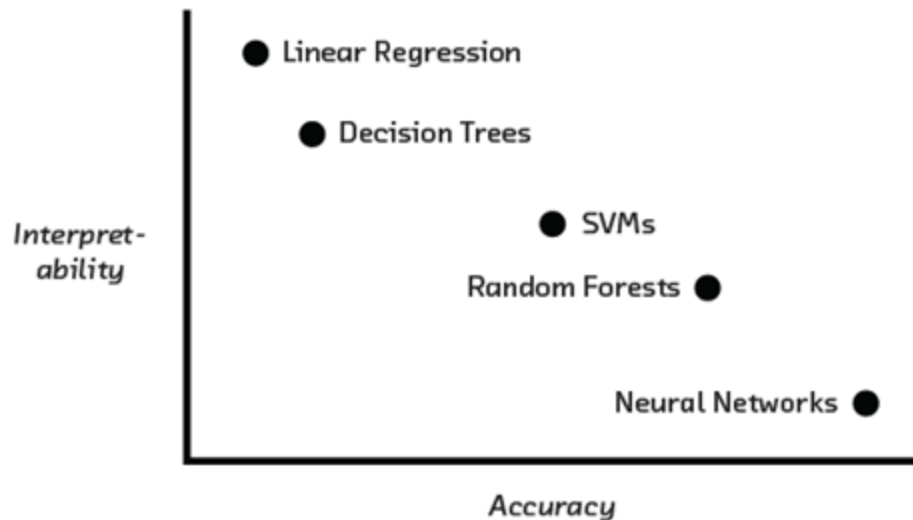 Linear Regression
Decision Trees
Interpret-
ability
SVMs
Random Forests
Neural Networks
Accuracy